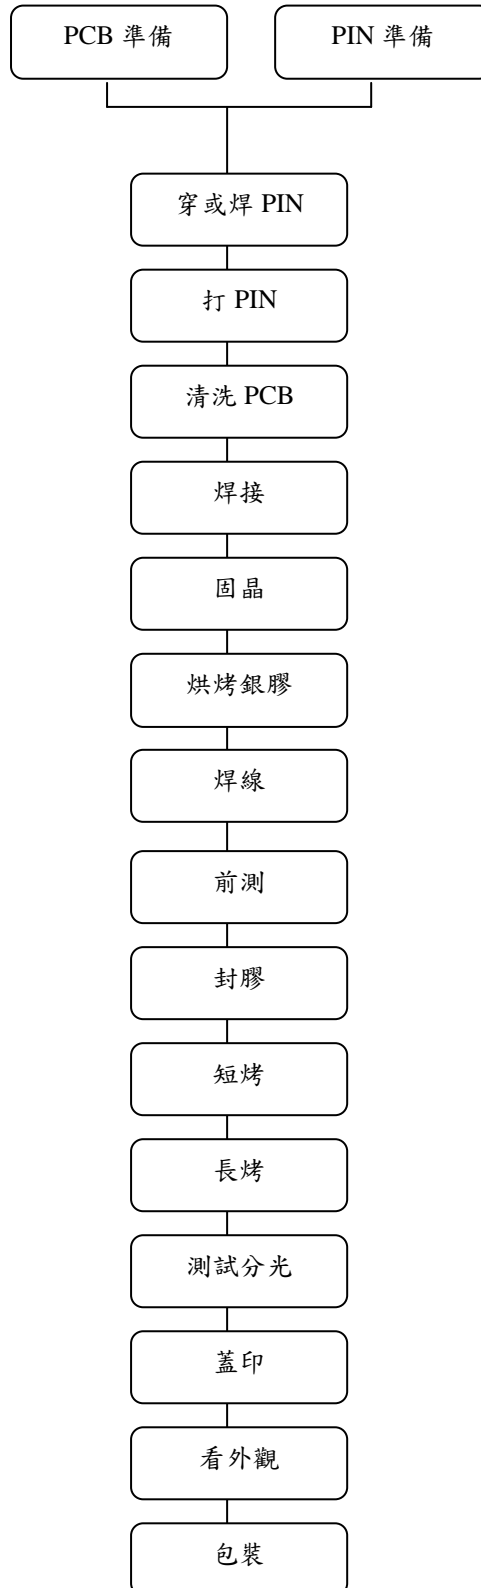 PCB 準備
PIN 準備
穿或焊 PIN
打 PIN
清洗 PCB
焊接
固晶
烘烤銀膠
焊線
前測
封膠
短烤
長烤
測試分光
蓋印
看外觀
包裝